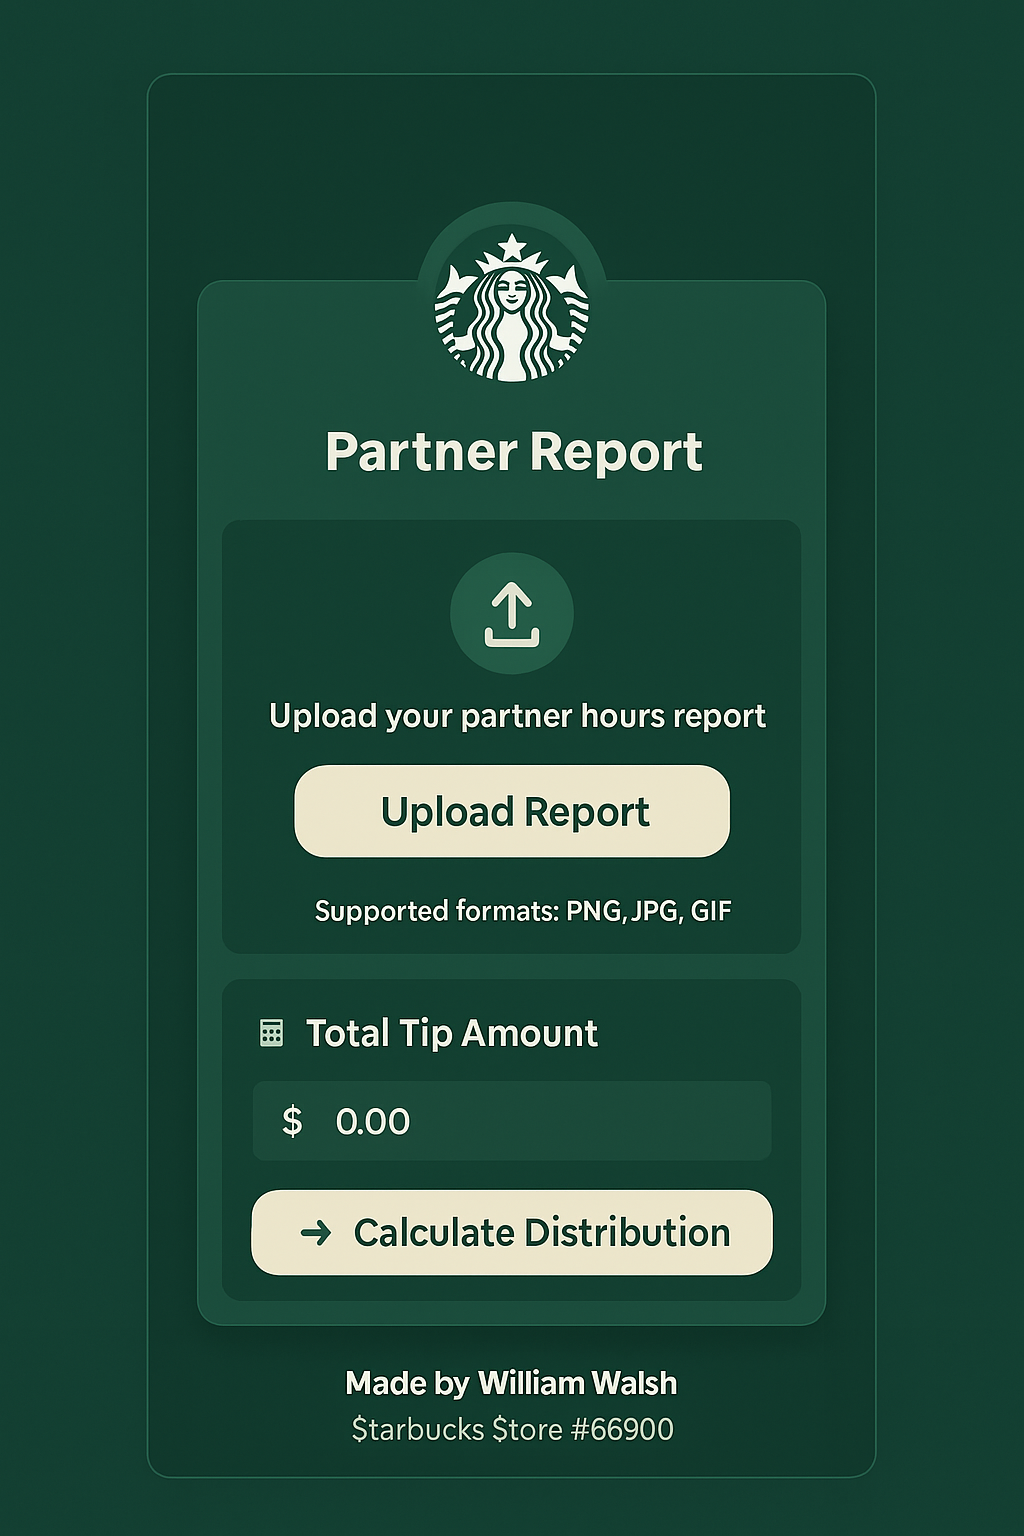 Partner Report
Upload your partner hours report
Upload Report
Supported formats: PNG, JPG, GIF
Total Tip Amount
$ 0.00
→ Calculate Distribution
Made by William Walsh
$tarbucks $tore #66900